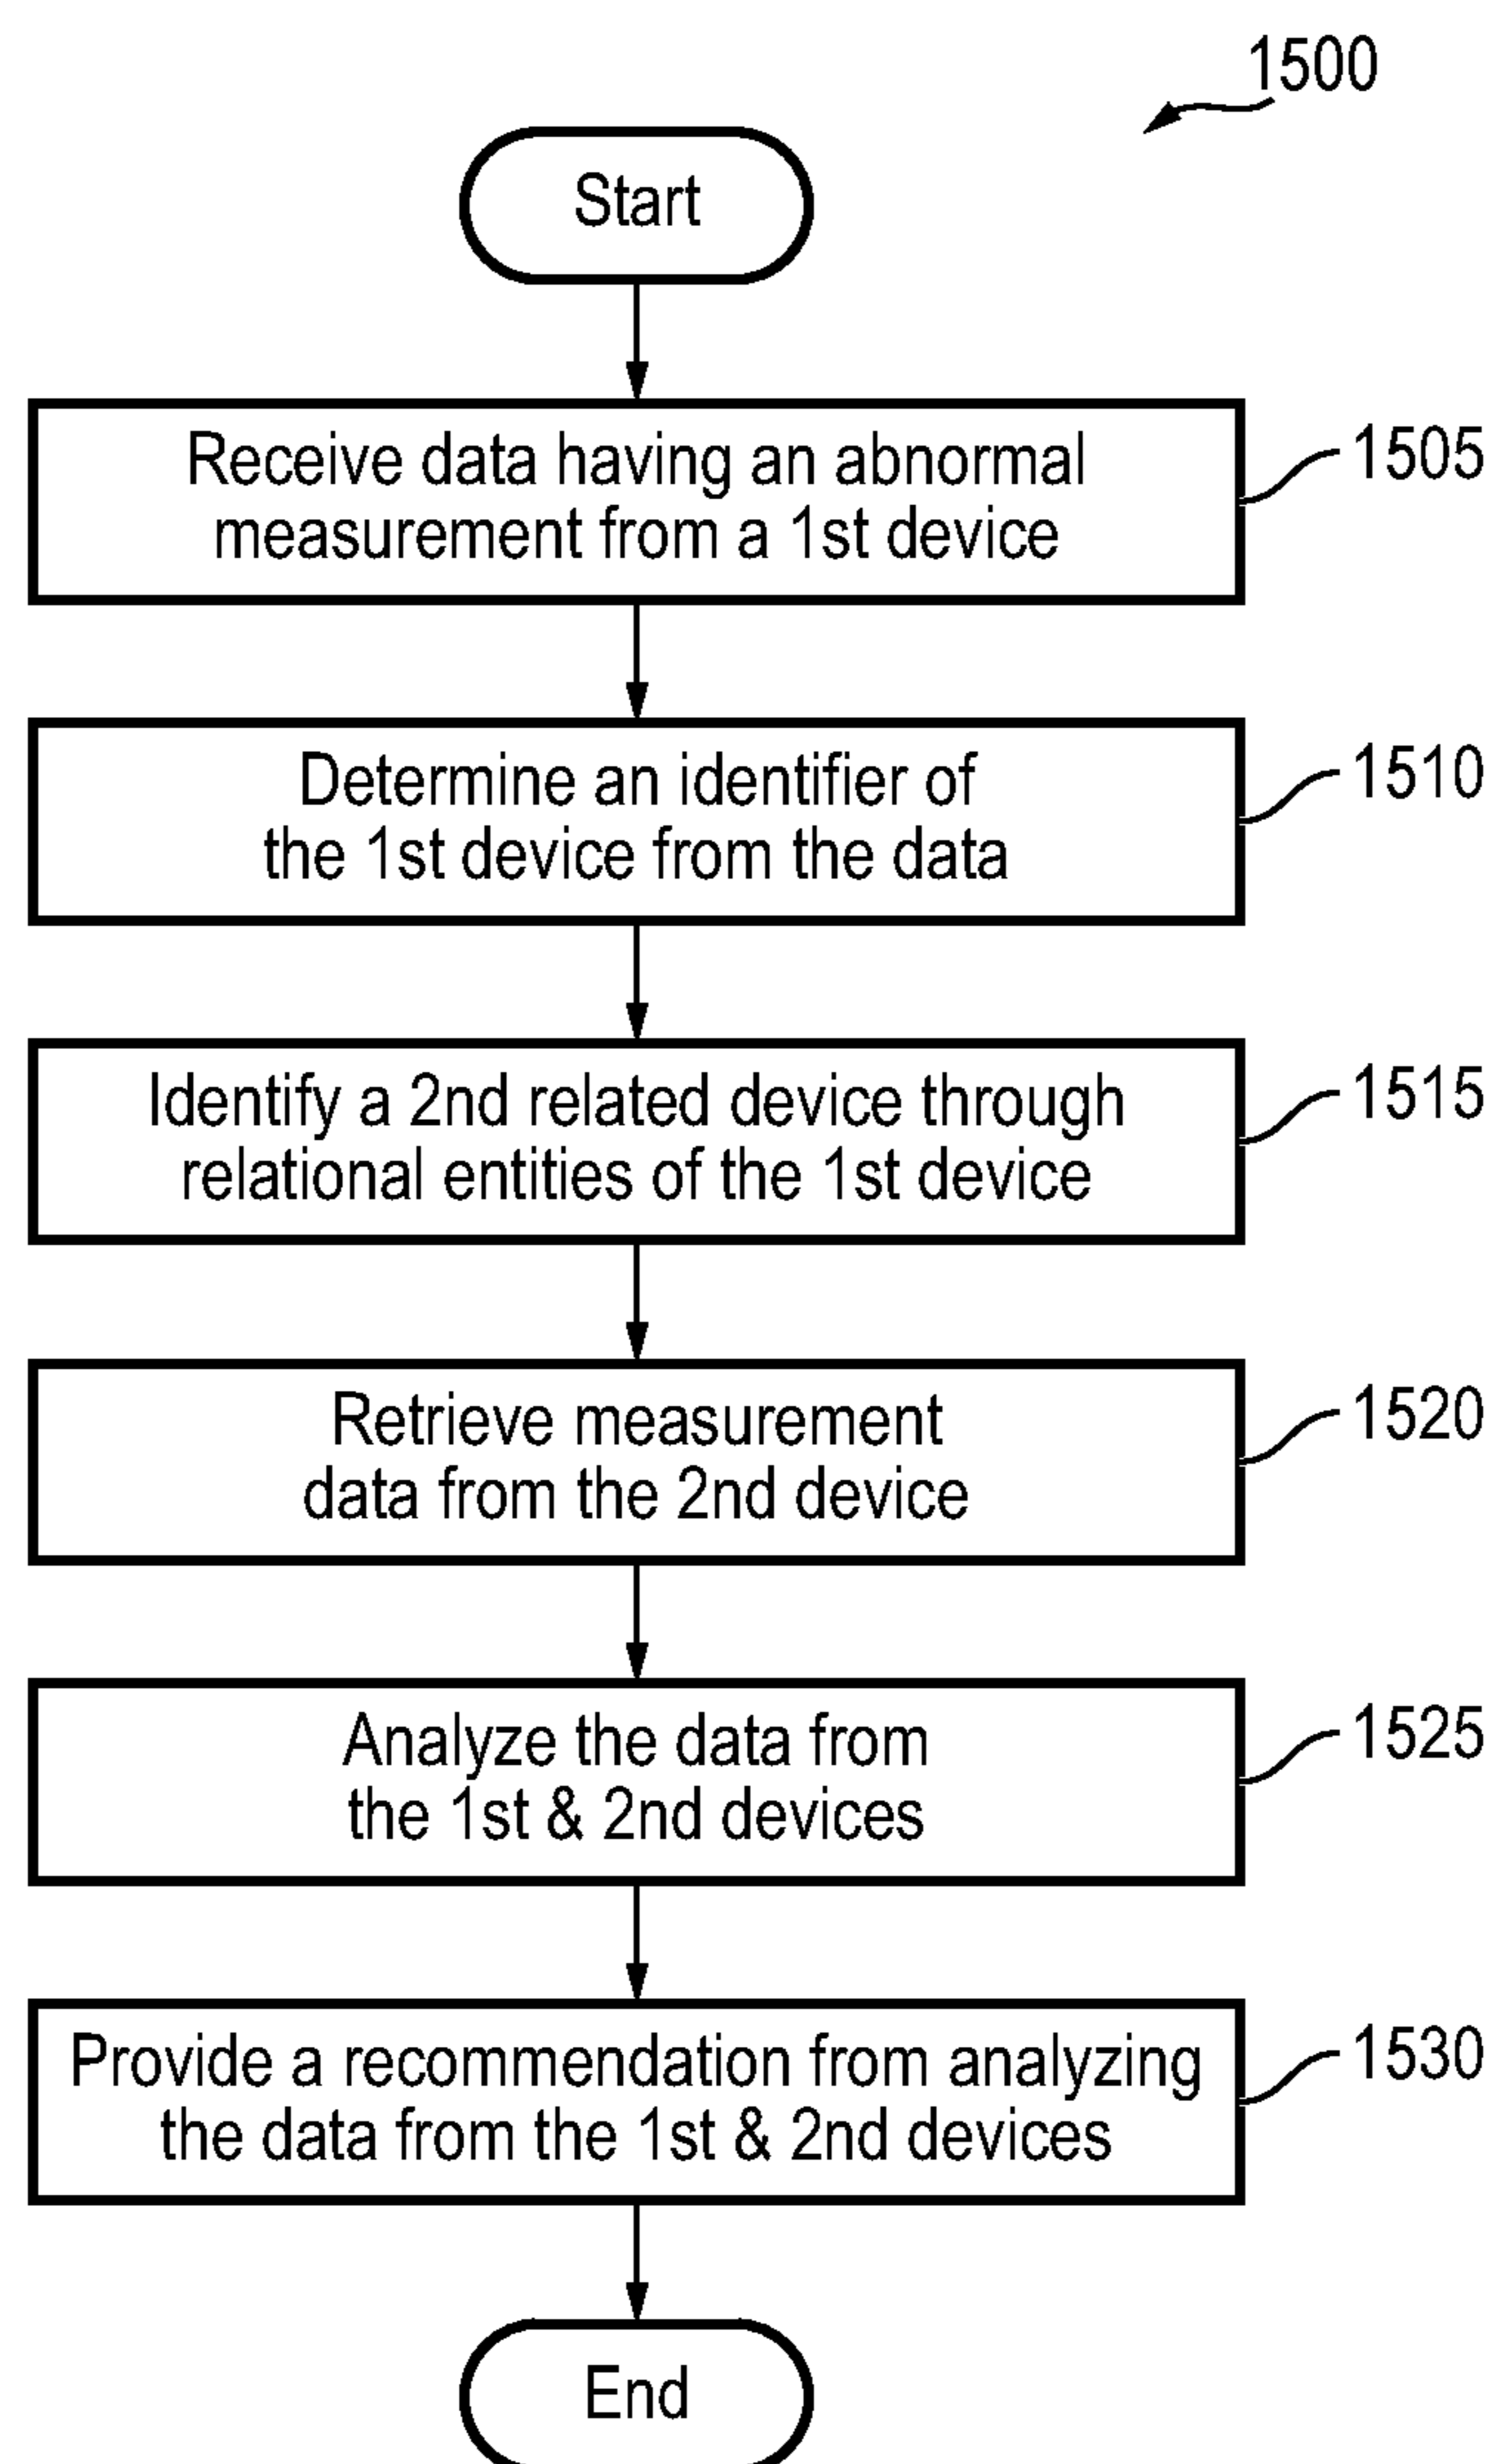 1500
Start
Receive data having an abnormal
measurement from a 1st device
1505
Determine an identifier of
the 1st device from the data
1510
Identify a 2nd related device through
relational entities of the 1st device
1515
Retrieve measurement
data from the 2nd device
1520
Analyze the data from
the 1st & 2nd devices
1525
Provide a recommendation from analyzing
the data from the 1st & 2nd devices
1530
End